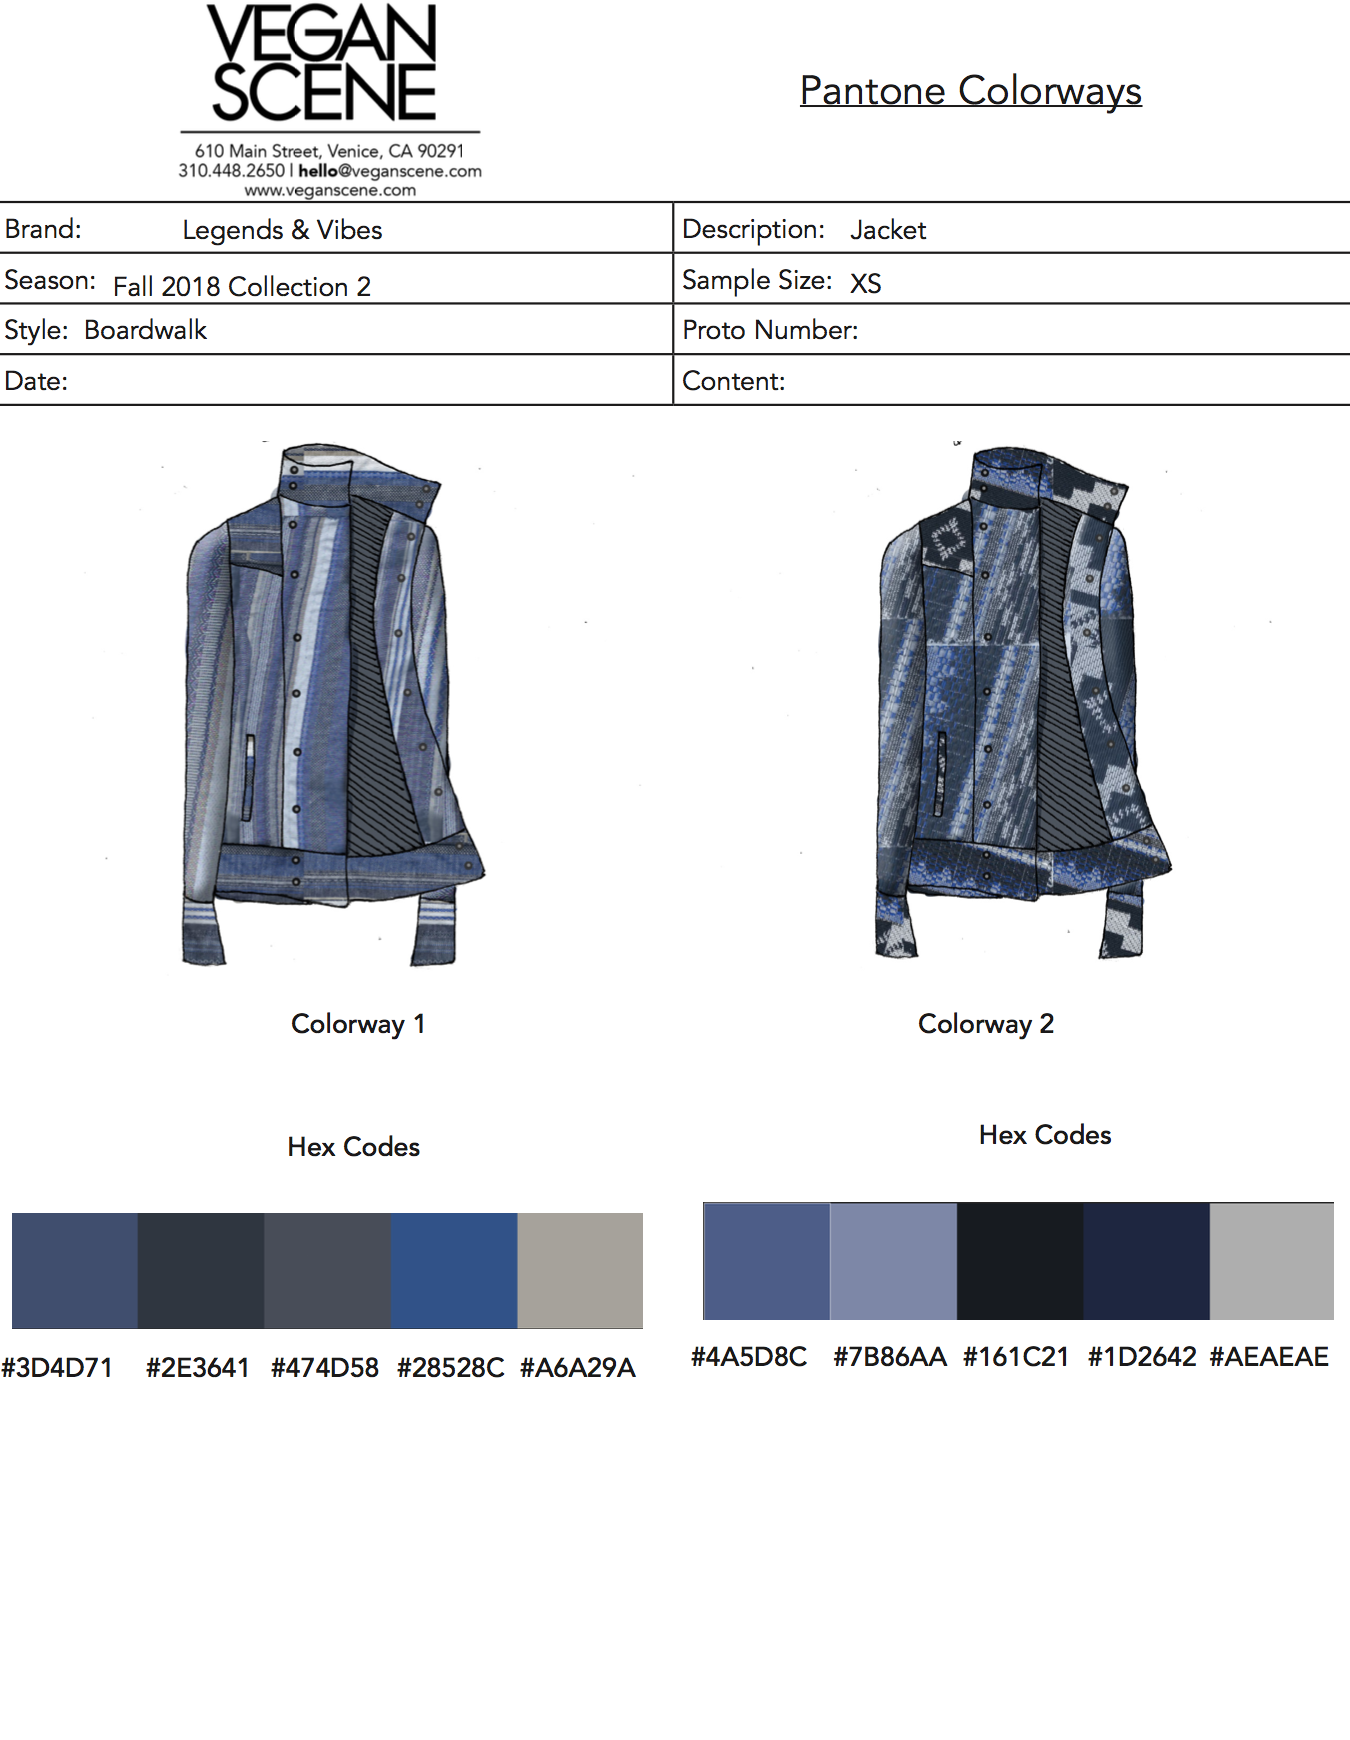 VEGAN
SCENE
610 Main Street, Venice, CA 90291
310.448.2650 | hello@veganscene.com
www.veganscene.com
Pantone Colorways
Brand: Legends & Vibes
Description: Jacket
Season: Fall 2018 Collection 2
Sample Size: XS
Style: Boardwalk
Proto Number:
Date:
Content:
Colorway 1
Colorway 2
Hex Codes
Hex Codes
#3D4D71 #2E3641 #474D58 #28528C #A6A29A
#4A5D8C #7B86AA #161C21 #1D2642 #AEAEAE